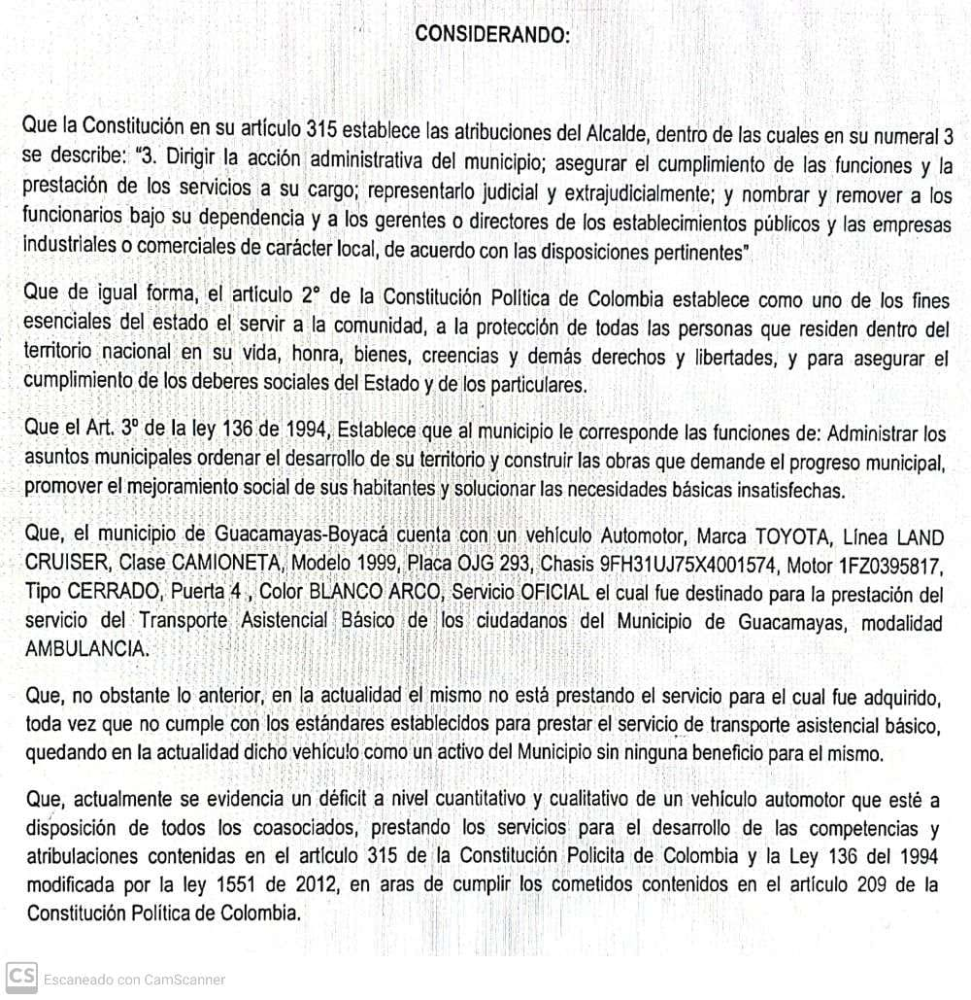 CONSIDERANDO:
Que la Constitución en su artículo 315 establece las atribuciones del Alcalde, dentro de las cuales en su numeral 3
se describe: “3. Dirigir la acción administrativa del municipio; asegurar el cumplimiento de las funciones y la
prestación de los servicios a su cargo; representarlo judicial y extrajudicialmente; y nombrar y remover a los
funcionarios bajo su dependencia y a los gerentes o directores de los establecimientos públicos y las empresas
industriales o comerciales de carácter local, de acuerdo con las disposiciones pertinentes”
Que de igual forma, el artículo 2° de la Constitución Política de Colombia establece como uno de los fines
esenciales del estado el servir a la comunidad, a la protección de todas las personas que residen dentro del
territorio nacional en su vida, honra, bienes, creencias y demás derechos y libertades, y para asegurar el
cumplimiento de los deberes sociales del Estado y de los particulares.
Que el Art. 3º de la ley 136 de 1994, Establece que al municipio le corresponde las funciones de: Administrar los
asuntos municipales ordenar el desarrollo de su territorio y construir las obras que demande el progreso municipal,
promover el mejoramiento social de sus habitantes y solucionar las necesidades básicas insatisfechas.
Que, el municipio de Guacamayas-Boyacá cuenta con un vehículo Automotor, Marca TOYOTA, Línea LAND
CRUISER, Clase CAMIONETA, Modelo 1999, Placa OJG 293, Chasis 9FH31UJ75X4001574, Motor 1FZ0395817,
Tipo CERRADO, Puerta 4 , Color BLANCO ARCO, Servicio OFICIAL el cual fue destinado para la prestación del
servicio del Transporte Asistencial Básico de los ciudadanos del Municipio de Guacamayas, modalidad
AMBULANCIA.
Que, no obstante lo anterior, en la actualidad el mismo no está prestando el servicio para el cual fue adquirido,
toda vez que no cumple con los estándares establecidos para prestar el servicio de transporte asistencial básico,
quedando en la actualidad dicho vehículo como un activo del Municipio sin ninguna beneficio para el mismo.
Que, actualmente se evidencia un déficit a nivel cuantitativo y cualitativo de un vehículo automotor que esté a
disposición de todos los coasociados, prestando los servicios para el desarrollo de las competencias y
atribulaciones contenidas en el artículo 315 de la Constitución Policita de Colombia y la Ley 136 del 1994
modificada por la ley 1551 de 2012, en aras de cumplir los cometidos contenidos en el artículo 209 de la
Constitución Política de Colombia.
CS Escaneado con CamScanner